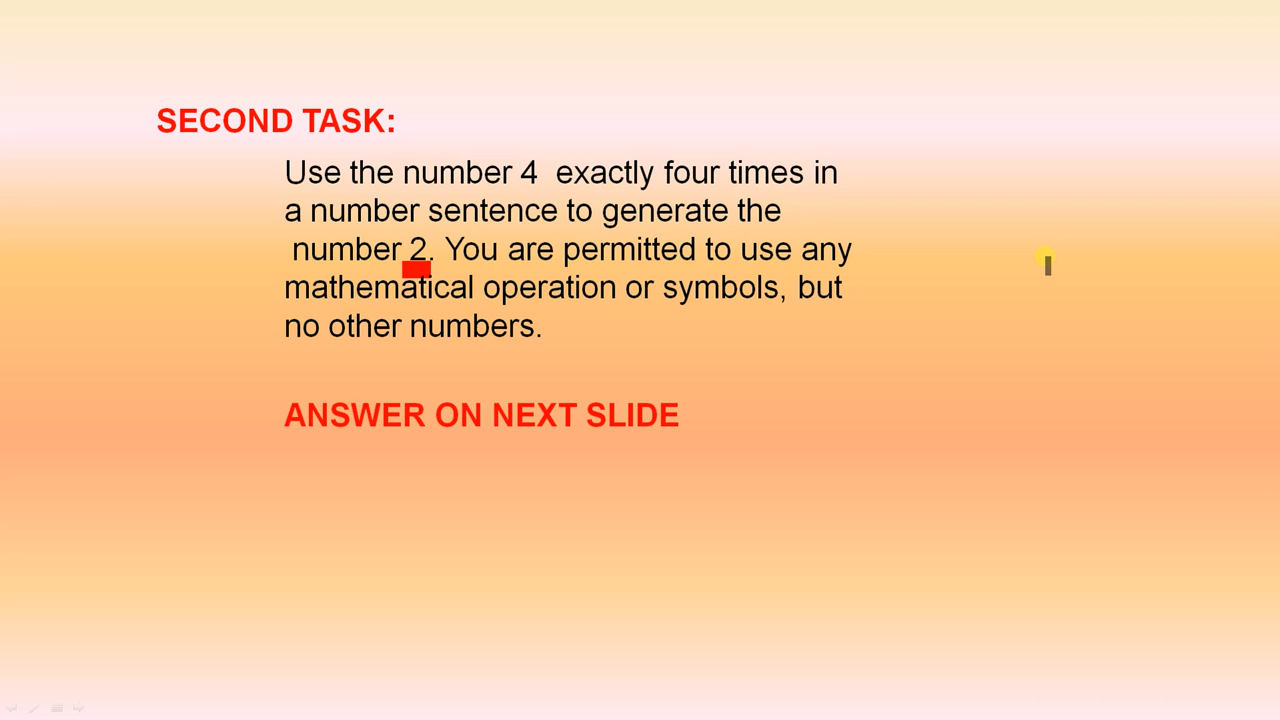 SECOND TASK:
Use the number 4 exactly four times in
a number sentence to generate the
number 2. You are permitted to use any
mathematical operation or symbols, but
no other numbers.
ANSWER ON NEXT SLIDE